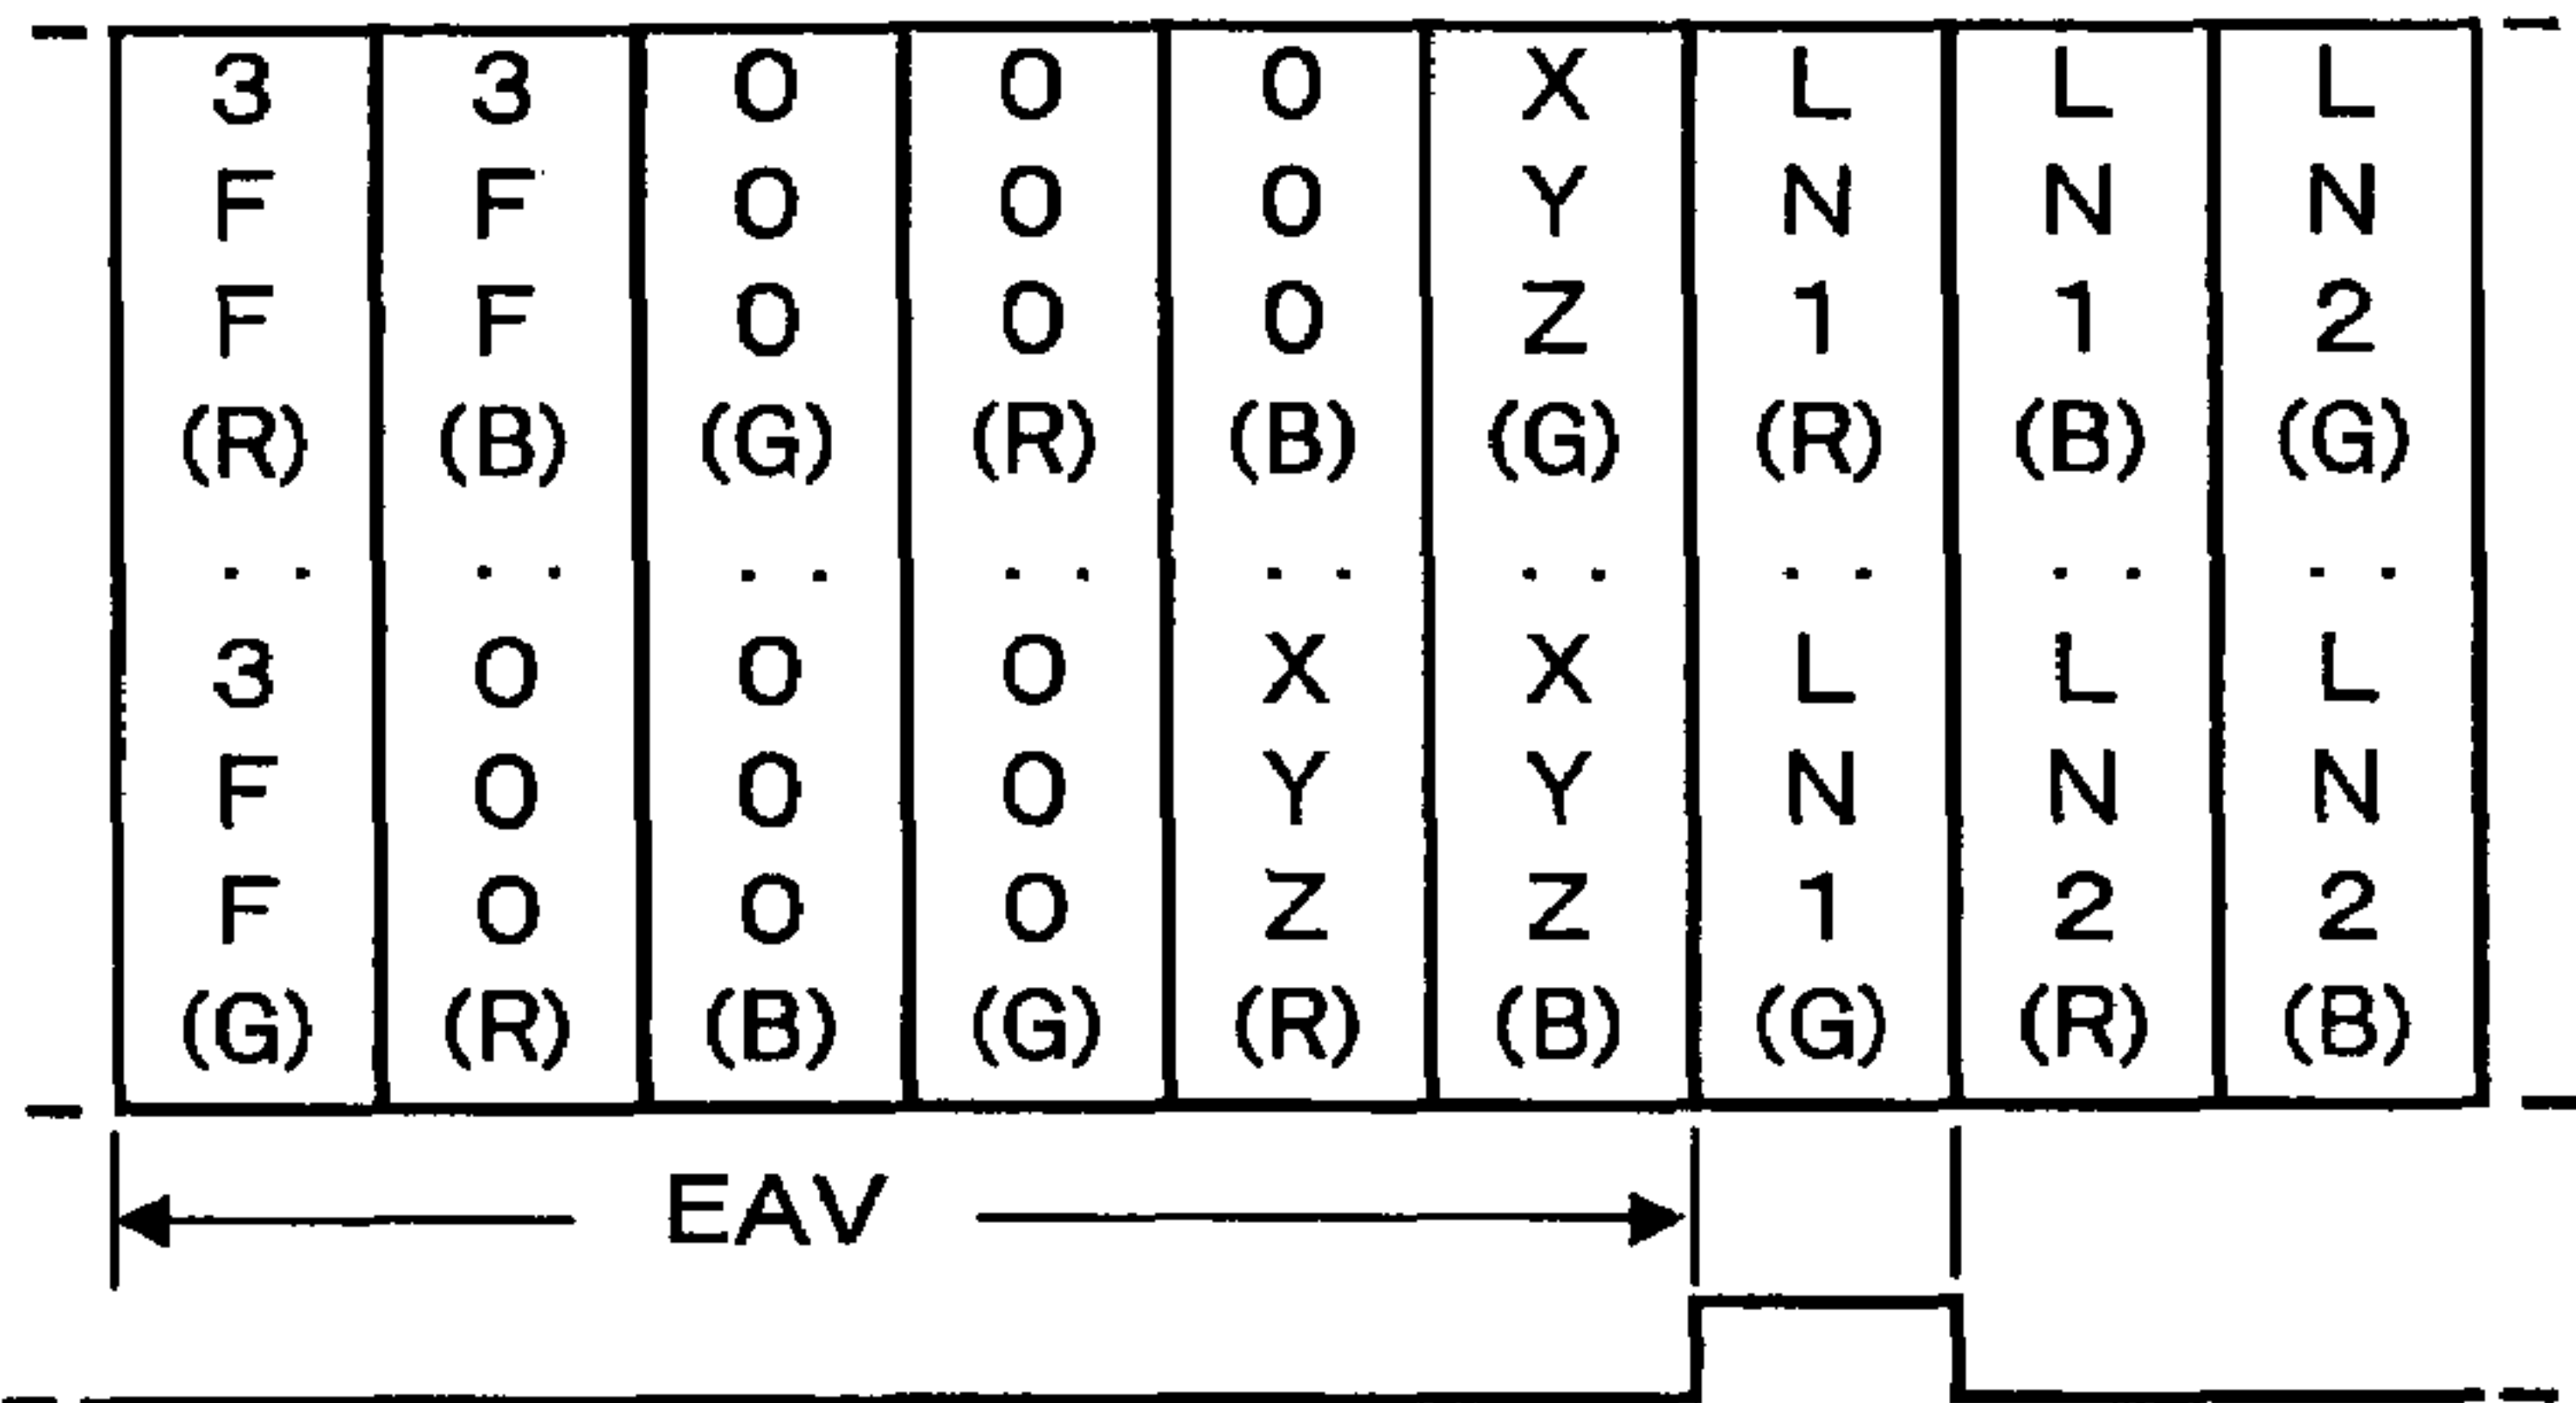 3 3 0 0 0 X L L L
F F 0 0 0 Y N N N
F F 0 0 0 Z 1 1 2
(R) (B) (G) (R) (B) (G) (R) (B) (G)
. . . . . . . . . . . . . . . . . .
3 0 0 0 X X L L L
F 0 0 0 Y Y N N N
F 0 0 0 Z Z 1 2 2
(G) (R) (B) (G) (R) (B) (G) (R) (B)
EAV